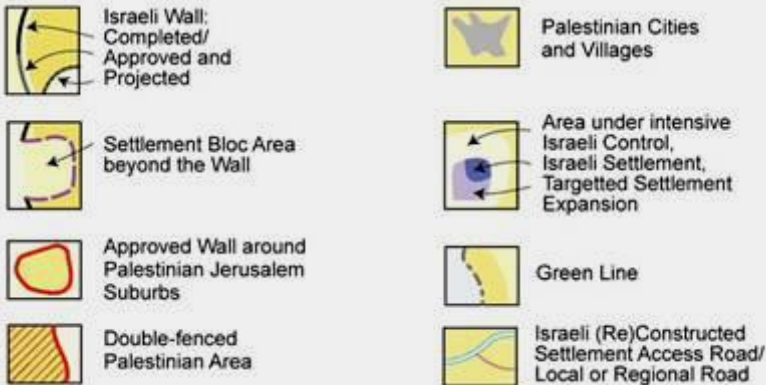 Israeli Wall:
Completed/
Approved and
Projected
Settlement Bloc Area
beyond the Wall
Approved Wall around
Palestinian Jerusalem
Suburbs
Double-fenced
Palestinian Area
Palestinian Cities
and Villages
Area under intensive
Israeli Control,
Israeli Settlement,
Targetted Settlement
Expansion
Green Line
Israeli (Re)Constructed
Settlement Access Road/
Local or Regional Road